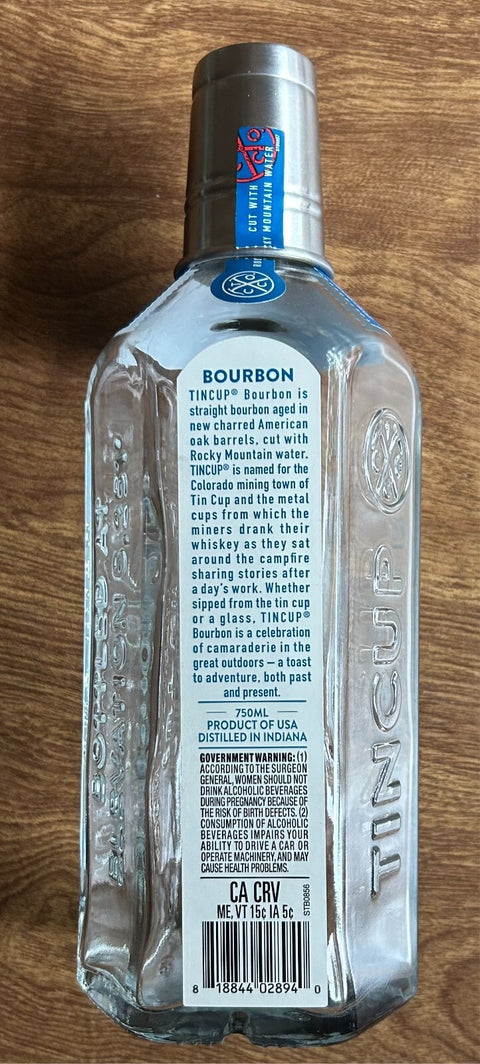 CUT WITH
ROCKY MOUNTAIN WATER
BOURBON
TINCUP® Bourbon is
straight bourbon aged in
new charred American
oak barrels, cut with
Rocky Mountain water.
TINCUP® is named for the
Colorado mining town of
Tin Cup and the metal
cups from which the
miners drank their
whiskey as they sat
around the campfire
sharing stories after
a day's work. Whether
sipped from the tin cup
or a glass, TINCUP®
Bourbon is a celebration
of camaraderie in the
great outdoors – a toast
to adventure, both past
and present.
750ML
PRODUCT OF USA
DISTILLED IN INDIANA
GOVERNMENT WARNING: (1)
ACCORDING TO THE SURGEON
GENERAL, WOMEN SHOULD NOT
DRINK ALCOHOLIC BEVERAGES
DURING PREGNANCY BECAUSE OF
THE RISK OF BIRTH DEFECTS. (2)
CONSUMPTION OF ALCOHOLIC
BEVERAGES IMPAIRS YOUR
ABILITY TO DRIVE A CAR OR
OPERATE MACHINERY, AND MAY
CAUSE HEALTH PROBLEMS.
CA CRV
ME, VT 15¢ IA 5¢
STB0856
8 18844 02894 0
TINCUP
BOTTLED AT
ELEVATION 5251